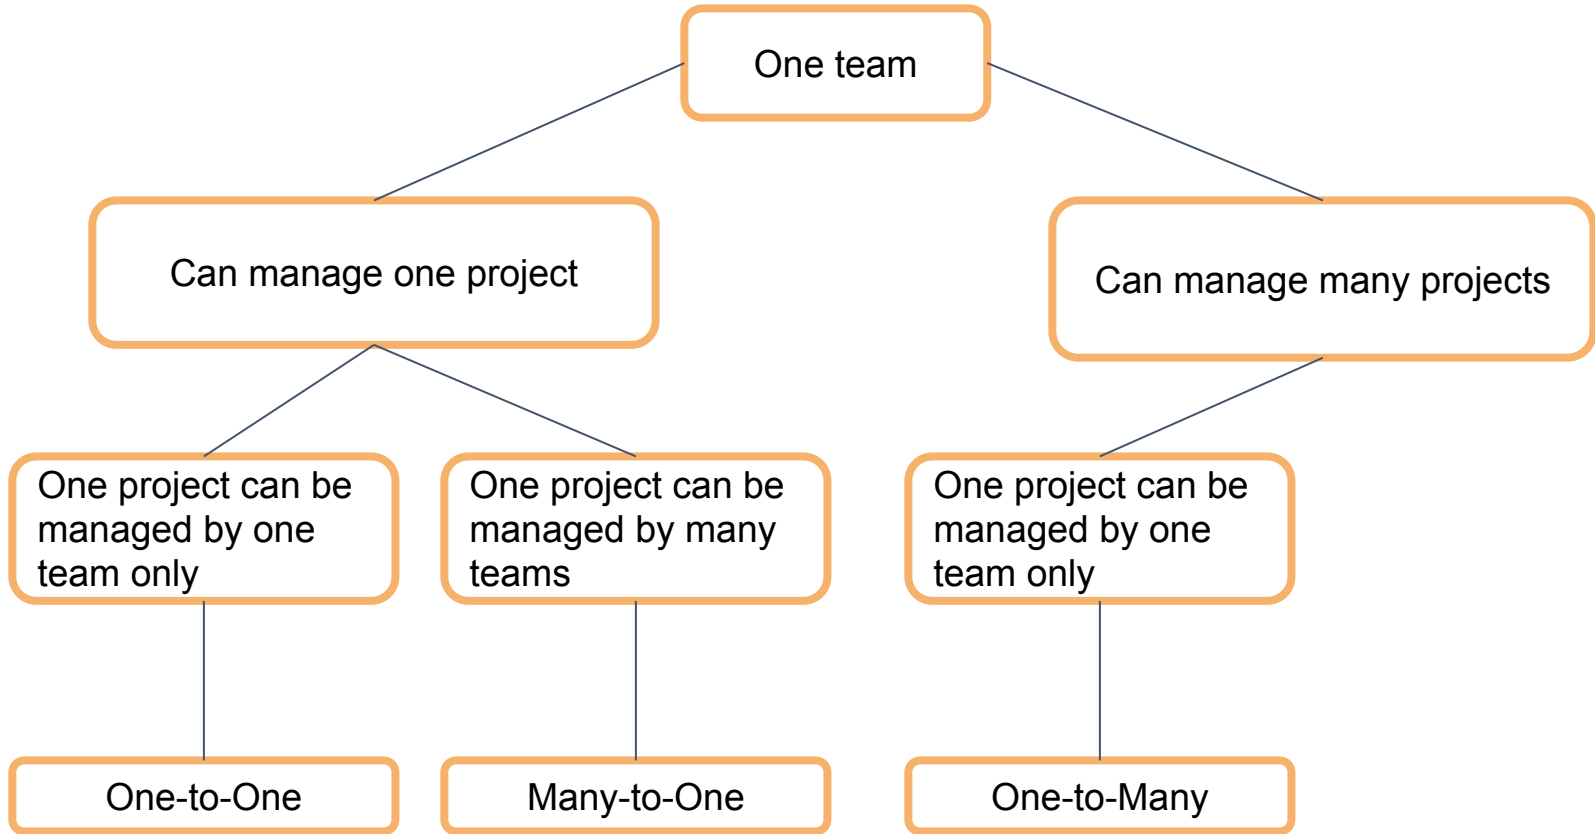 One team
Can manage one project
Can manage many projects
One project can be
managed by one
team only
One project can be
managed by many
teams
One project can be
managed by one
team only
One-to-One
Many-to-One
One-to-Many